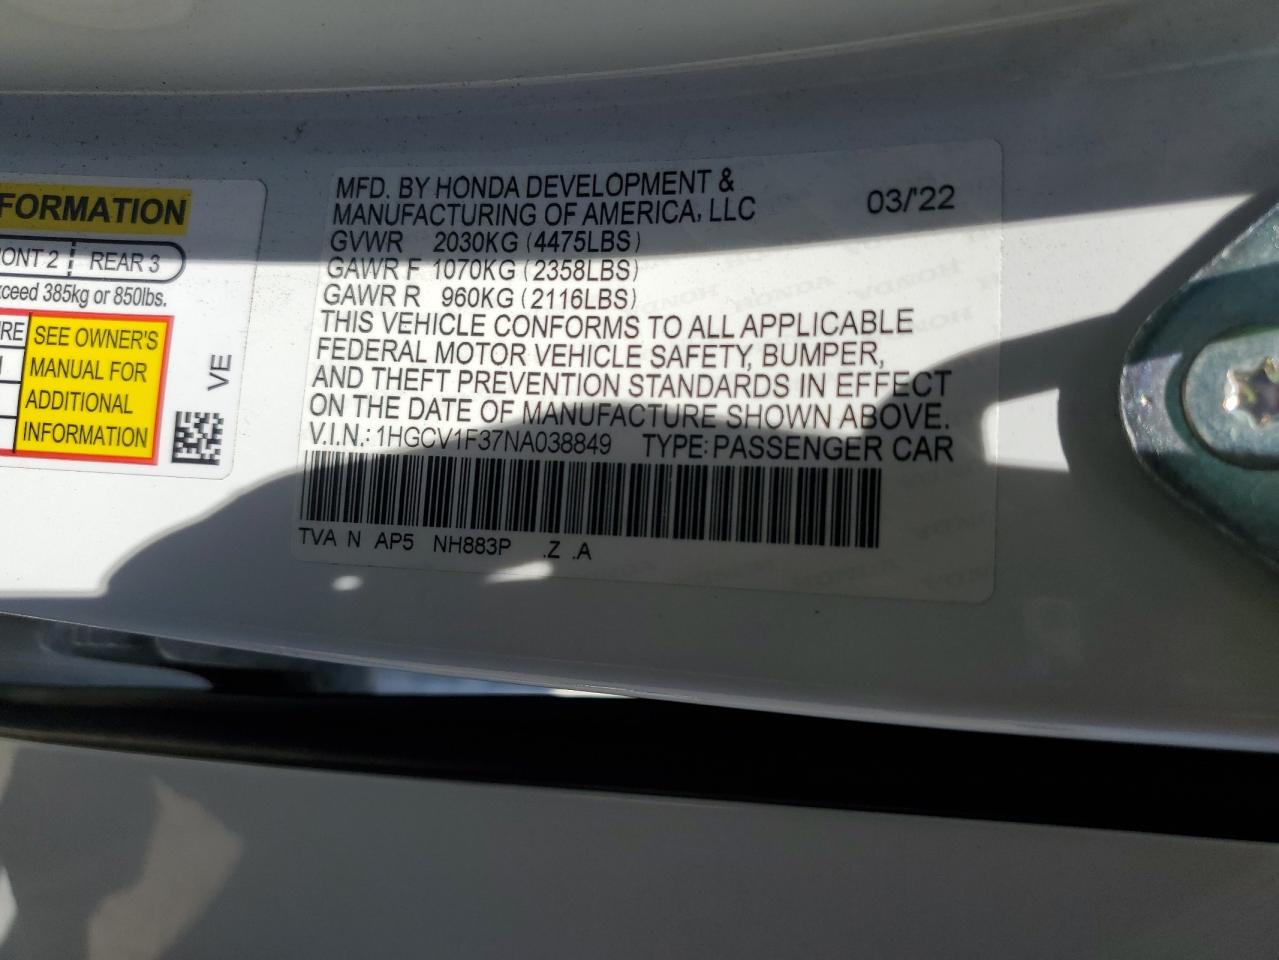 FORMATION
ONT 2 REAR 3
xceed 385kg or 850lbs.
SEE OWNER'S
MANUAL FOR
ADDITIONAL
INFORMATION
VE
MFD. BY HONDA DEVELOPMENT &
MANUFACTURING OF AMERICA, LLC 03/'22
GVWR 2030KG (4475LBS)
GAWR F 1070KG (2358LBS)
GAWR R 960KG (2116LBS)
THIS VEHICLE CONFORMS TO ALL APPLICABLE
FEDERAL MOTOR VEHICLE SAFETY, BUMPER,
AND THEFT PREVENTION STANDARDS IN EFFECT
ON THE DATE OF MANUFACTURE SHOWN ABOVE.
V.I.N.: 1HGCV1F37NA038849 TYPE: PASSENGER CAR
TVA N AP5 NH883P .Z .A